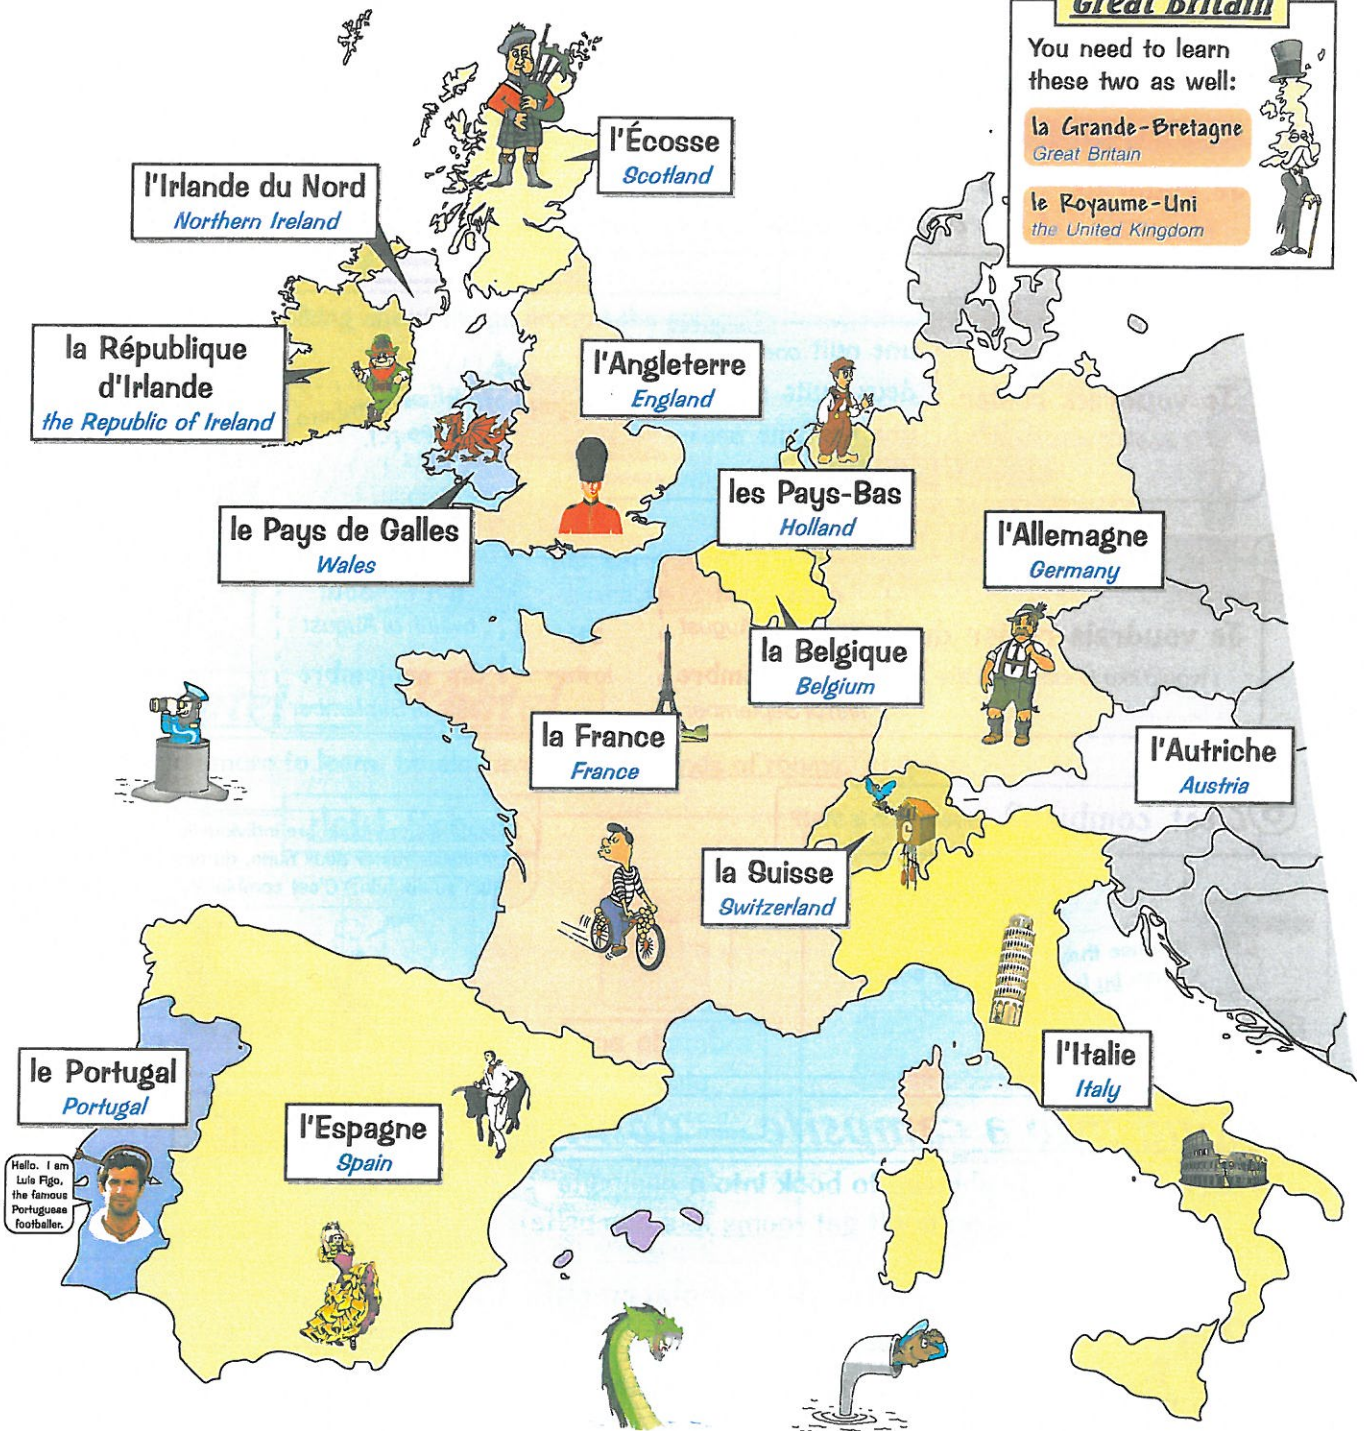 Great Britain
You need to learn
these two as well:
la Grande-Bretagne
Great Britain
le Royaume-Uni
the United Kingdom
l'Écosse
Scotland
l'Irlande du Nord
Northern Ireland
la République
d'Irlande
the Republic of Ireland
l'Angleterre
England
le Pays de Galles
Wales
les Pays-Bas
Holland
l'Allemagne
Germany
la Belgique
Belgium
la France
France
l'Autriche
Austria
la Suisse
Switzerland
l'Italie
Italy
le Portugal
Portugal
l'Espagne
Spain
Hello. I am
Luis Figo,
the famous
Portuguese
footballer.